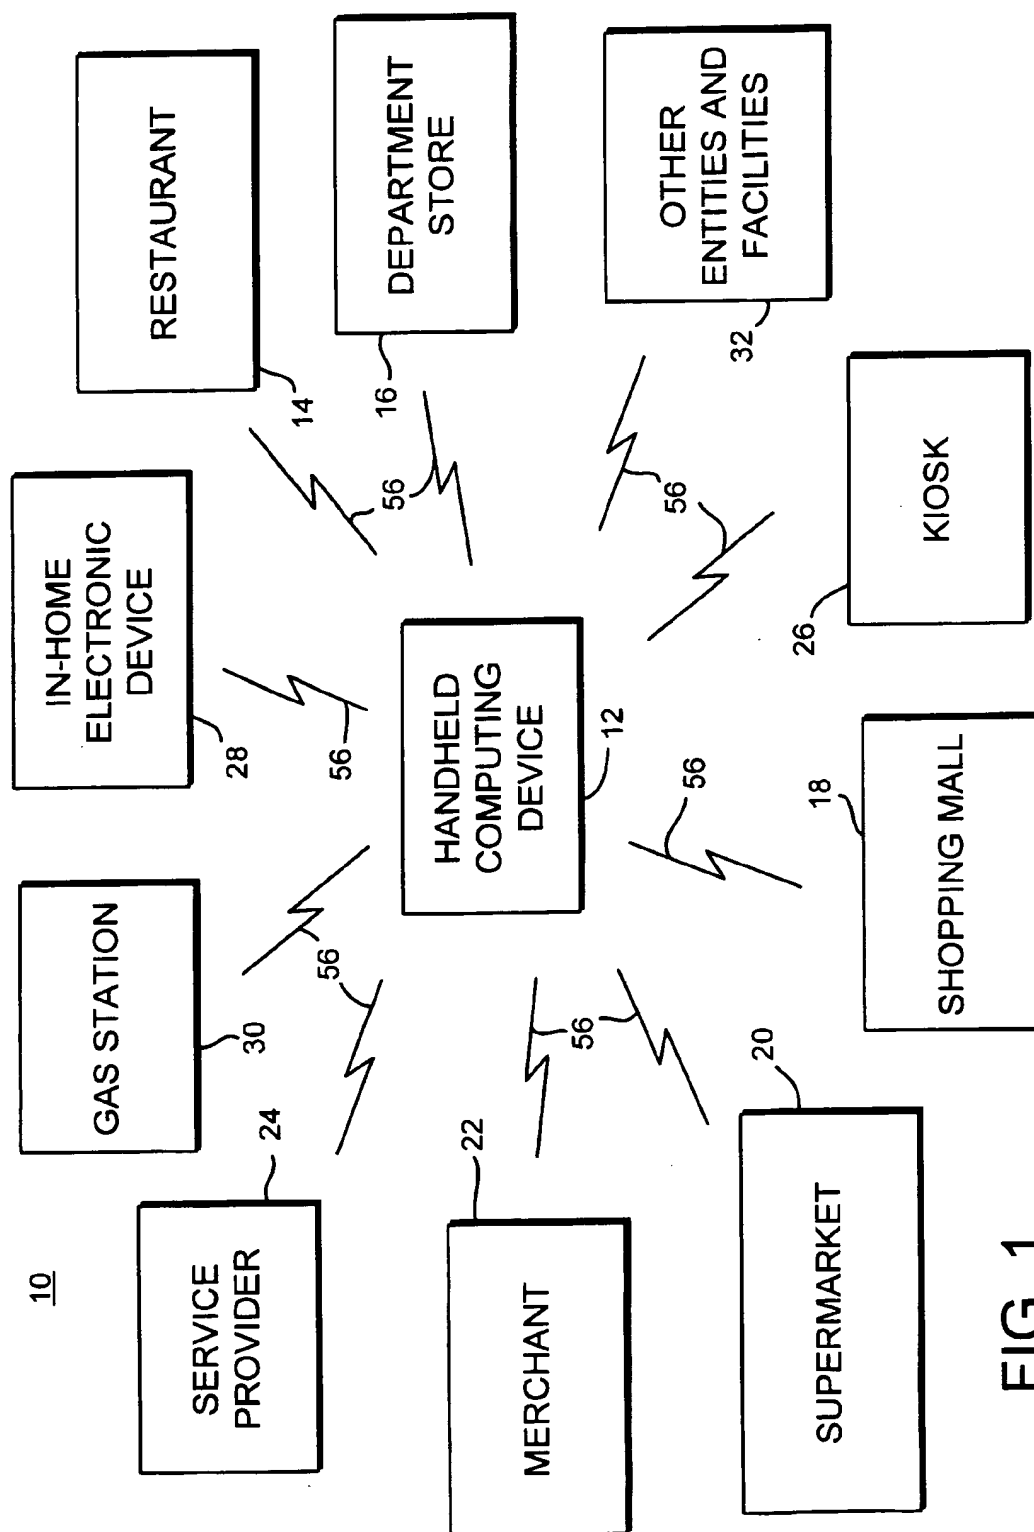 10
GAS STATION
30
IN-HOME
ELECTRONIC
DEVICE
28
RESTAURANT
14
SERVICE
PROVIDER
24
56
56
56
56
DEPARTMENT
STORE
16
MERCHANT
22
HANDHELD
COMPUTING
DEVICE
12
56
56
56
OTHER
ENTITIES AND
FACILITIES
32
SUPERMARKET
20
SHOPPING MALL
18
KIOSK
26
FIG. 1